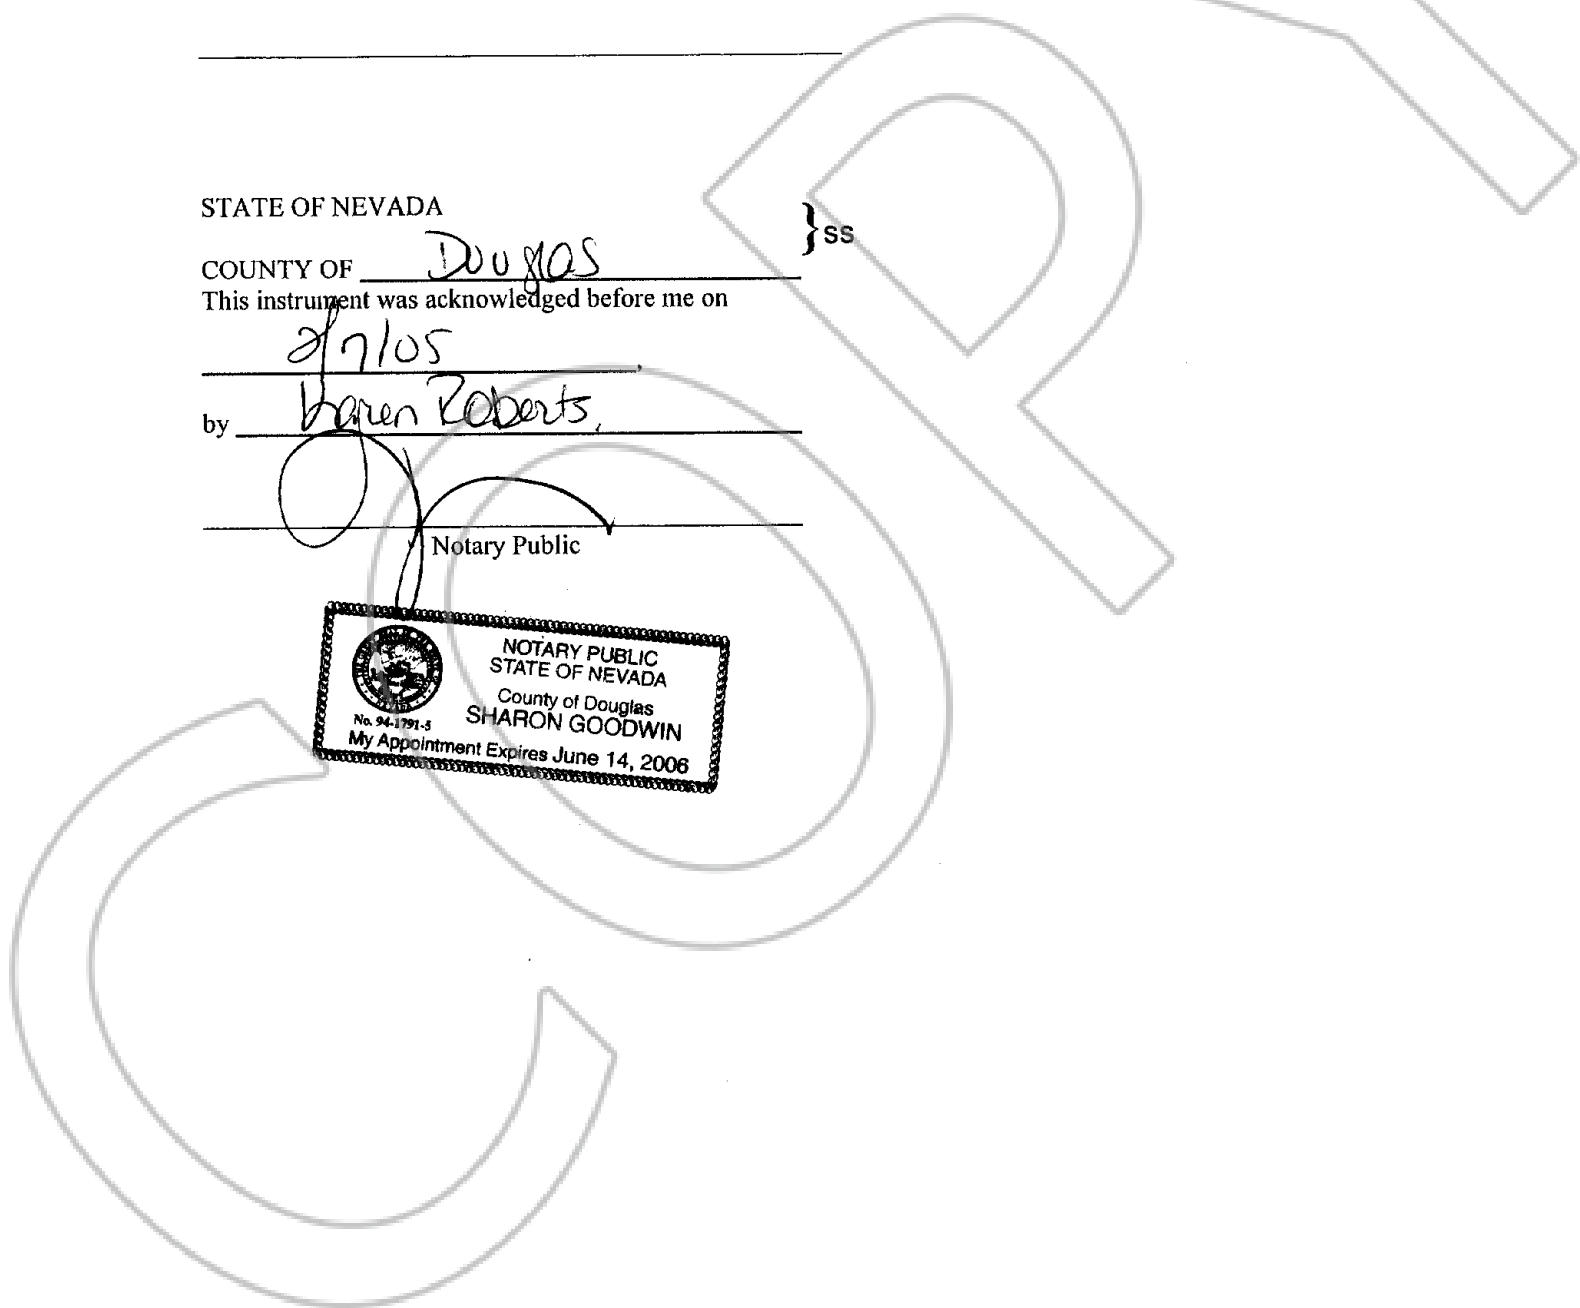 STATE OF NEVADA
}ss
COUNTY OF Douglas
This instrument was acknowledged before me on
2/7/05
by Karen Roberts,
Notary Public
NOTARY PUBLIC
STATE OF NEVADA
County of Douglas
SHARON GOODWIN
No. 94-1791-5
My Appointment Expires June 14, 2006
COPY